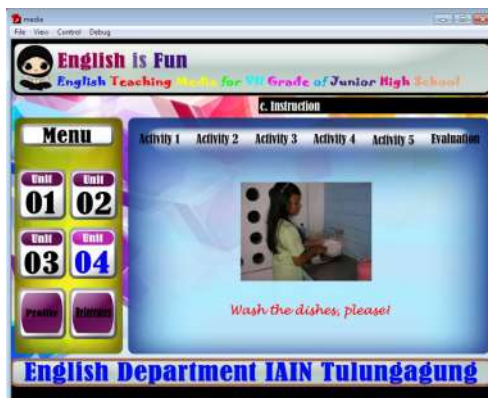 media
File View Control Debug
English is Fun
English Teaching Media for VII Grade of Junior High School
c. Instruction
Menu
Activity 1 Activity 2 Activity 3 Activity 4 Activity 5 Evaluation
Unit 01
Unit 02
Unit 03
Unit 04
Profile
Wash the dishes, please!
English Department IAIN Tulungagung